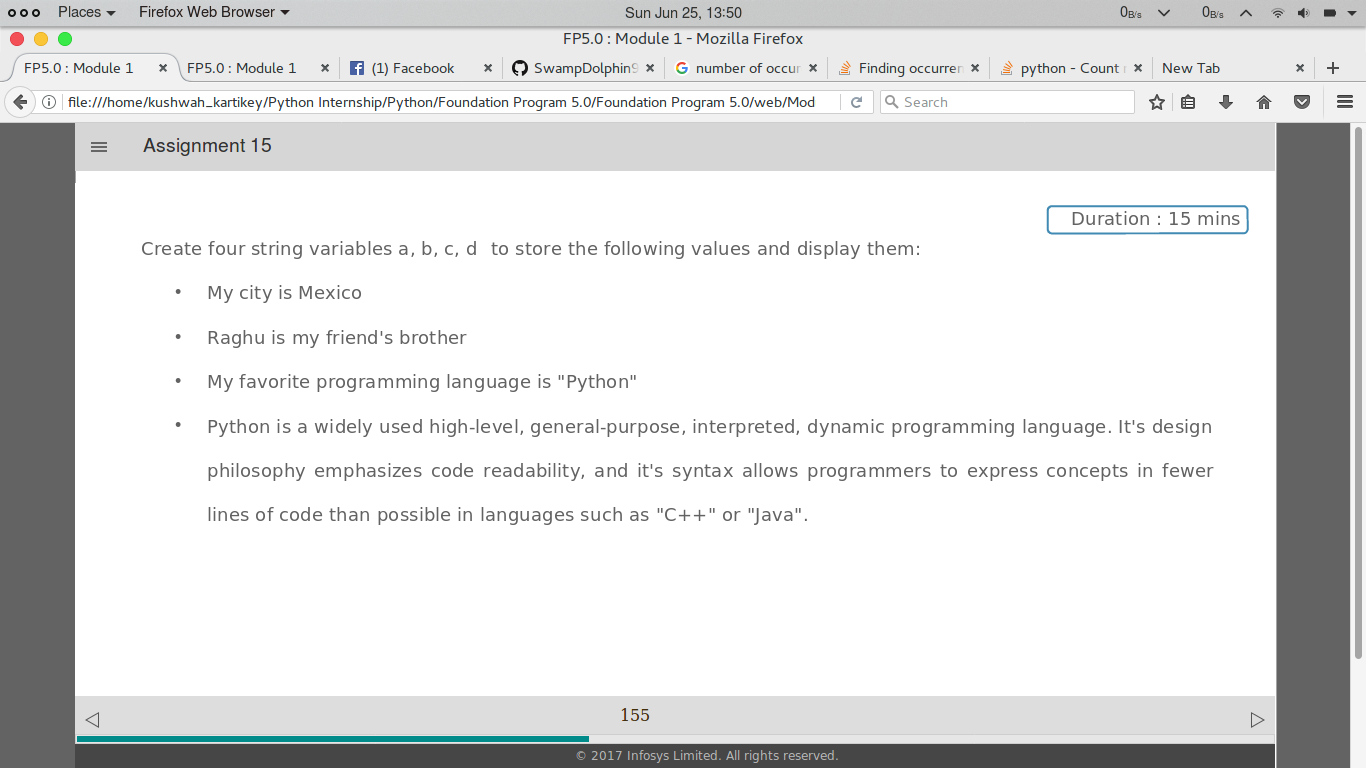 Places Firefox Web Browser Sun Jun 25, 13:50 0B/s 0B/s
FP5.0 : Module 1 - Mozilla Firefox
FP5.0 : Module 1 FP5.0 : Module 1 (1) Facebook SwampDolphin9 number of occur Finding occurren python - Count New Tab
file:///home/kushwah_kartikey/Python Internship/Python/Foundation Program 5.0/Foundation Program 5.0/web/Mod Search
Assignment 15
Duration : 15 mins
Create four string variables a, b, c, d to store the following values and display them:
• My city is Mexico
• Raghu is my friend's brother
• My favorite programming language is "Python"
• Python is a widely used high-level, general-purpose, interpreted, dynamic programming language. It's design
philosophy emphasizes code readability, and it's syntax allows programmers to express concepts in fewer
lines of code than possible in languages such as "C++" or "Java".
155
© 2017 Infosys Limited. All rights reserved.